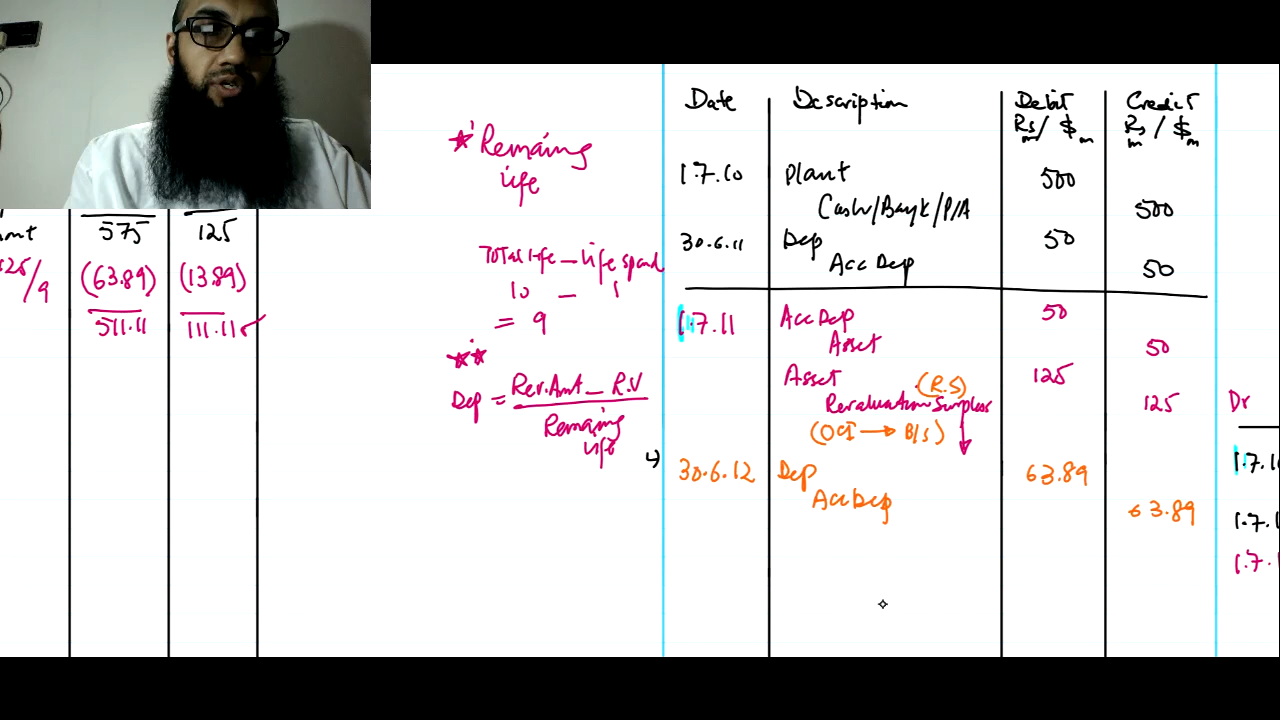 575 125
/9 (63.89) (13.89)
511.11 111.11
★' Remaing
life
Total life – life spend
10 – 1
= 9
★★
Dep = Rev.Amt – R.V
Remaing
life
Date Description Debit Credit
Rs/ $ Rs / $
m m m m
1.7.10 Plant 500
Cash/Bank/P/A 500
30.6.11 Dep 50
Acc Dep 50
1.7.11 Acc Dep 50
Asset 50
Asset 125
(R.S)
Revaluation Surplus 125
(OCI → B/S)
30.6.12 Dep 63.89
Acc Dep 63.89
Dr
1.7.1
1.7.1
1.7.